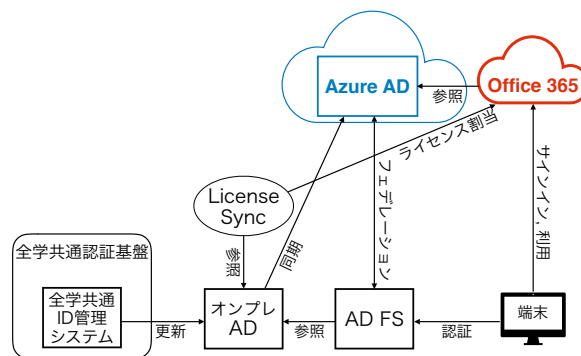 Azure AD
Office 365
参照
ライセンス割当
サインイン, 利用
フェデレーション
License
Sync
同期
参照
全学共通認証基盤
全学共通
ID管理
システム
更新
オンプレ
AD
参照
AD FS
認証
端末